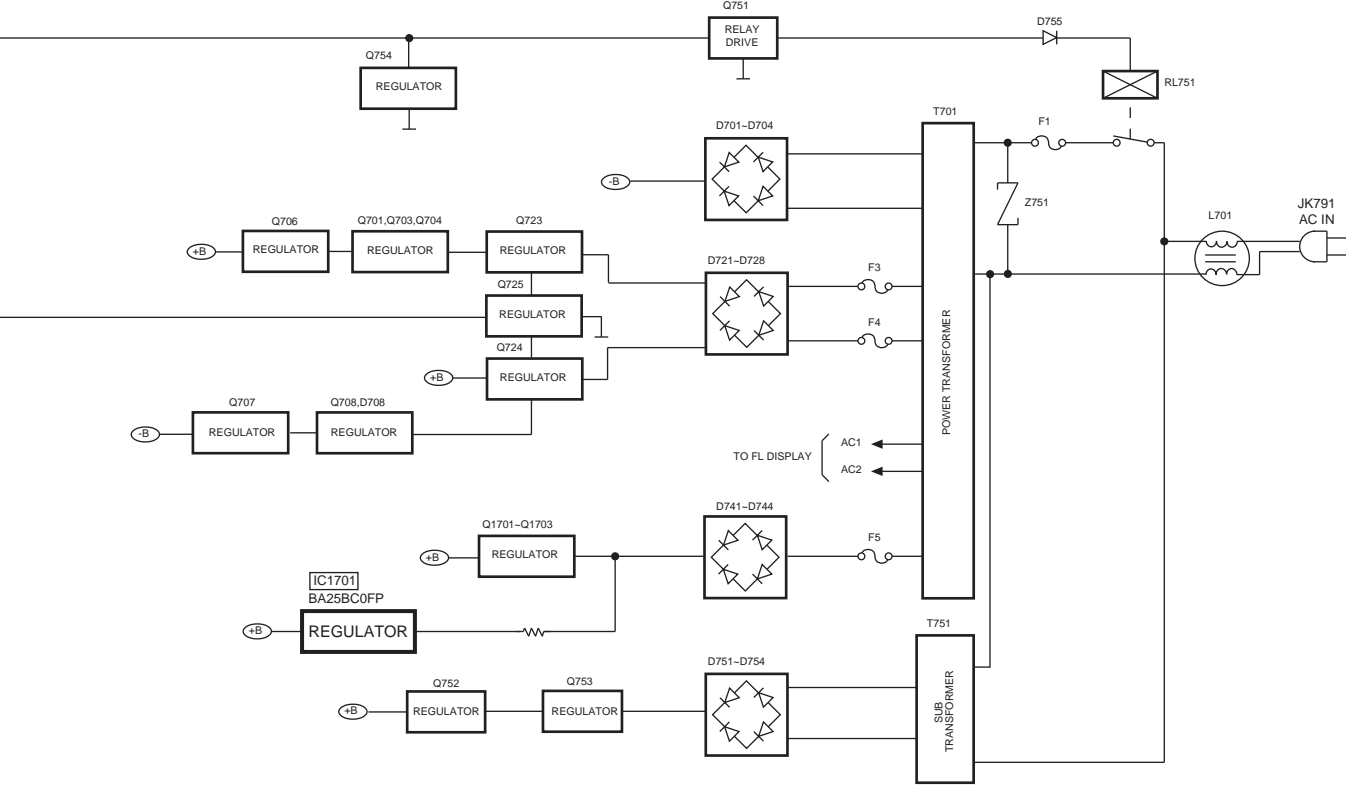 Q751
RELAY
DRIVE
D755
Q754
REGULATOR
RL751
T701
F1
D701~D704
-B
Z751
JK791
AC IN
L701
Q706
REGULATOR
Q701,Q703,Q704
REGULATOR
Q723
REGULATOR
+B
D721~D728
F3
Q725
REGULATOR
F4
Q724
REGULATOR
+B
POWER TRANSFORMER
Q707
REGULATOR
Q708,D708
REGULATOR
-B
TO FL DISPLAY
AC1
AC2
D741~D744
F5
Q1701~Q1703
REGULATOR
+B
IC1701
BA25BC0FP
REGULATOR
+B
T751
SUB
TRANSFORMER
D751~D754
Q752
REGULATOR
Q753
REGULATOR
+B